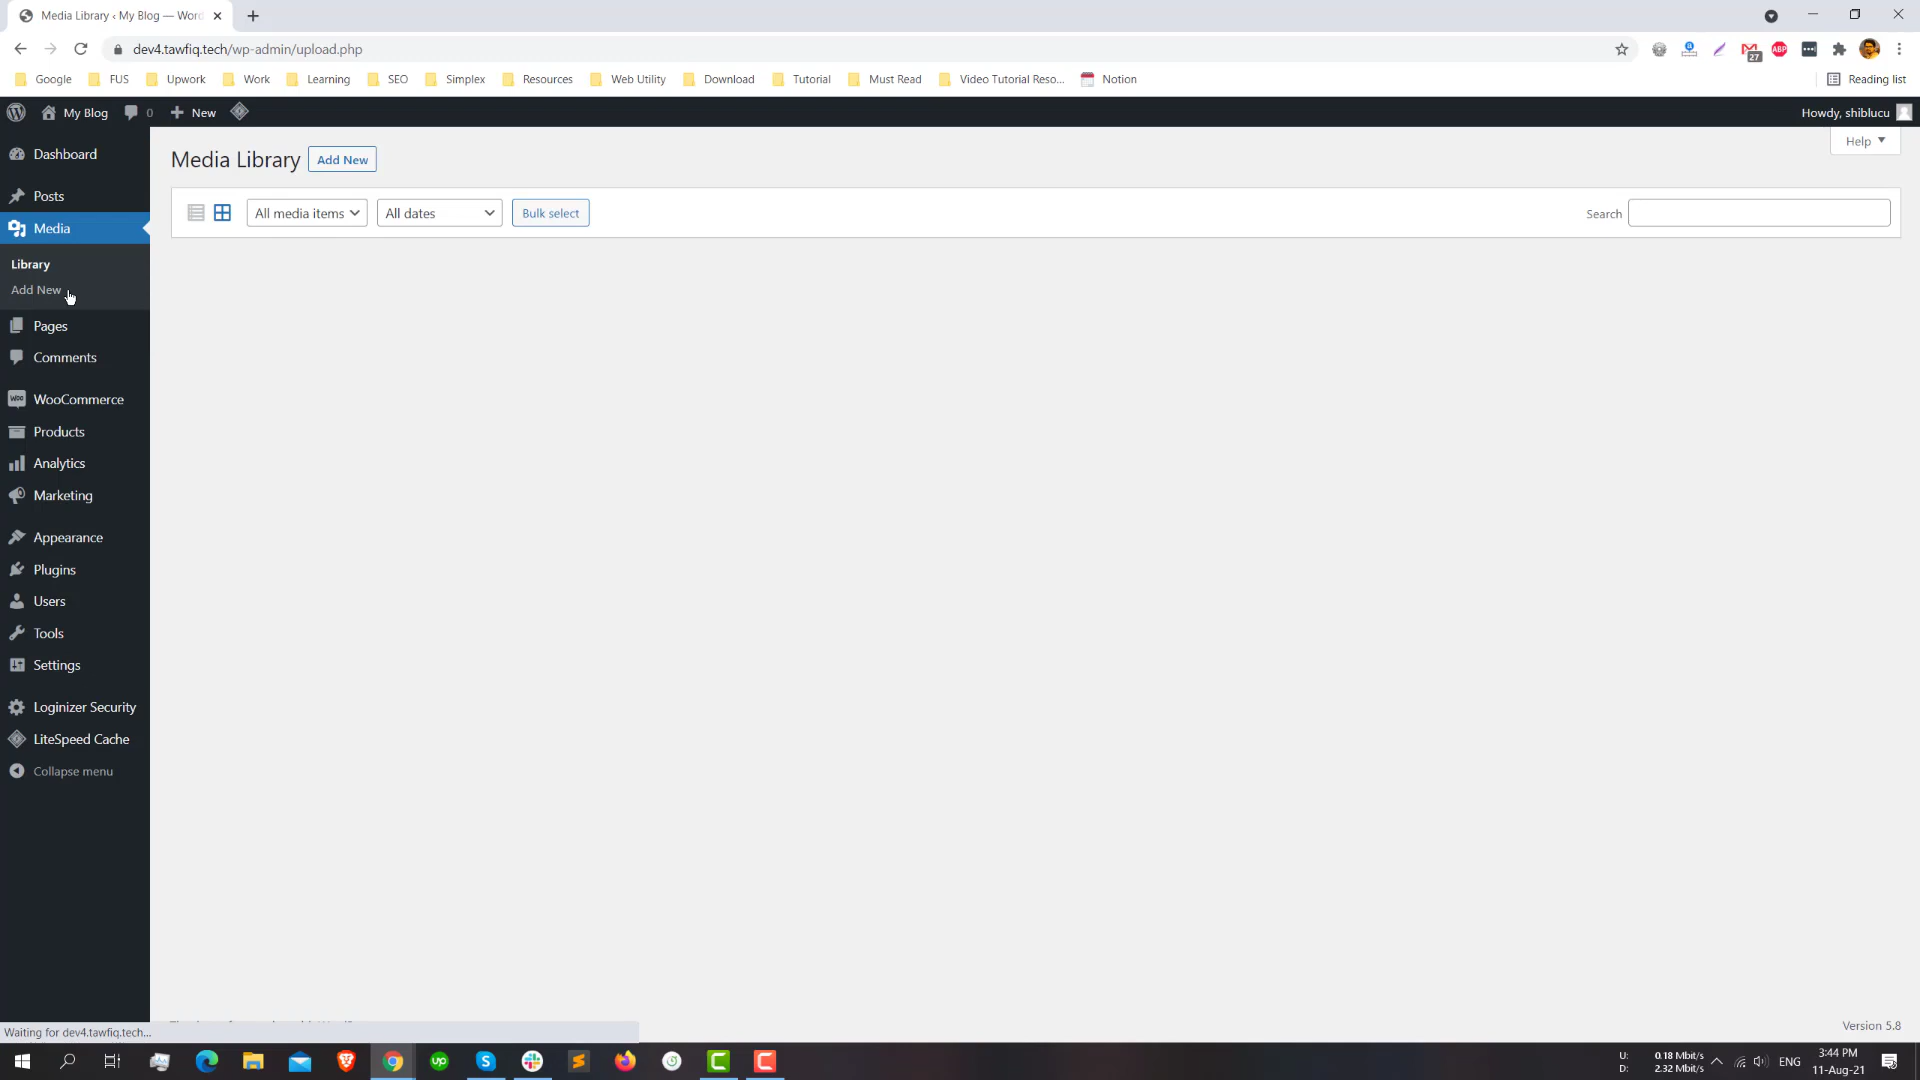 Media Library ‹ My Blog — Word
dev4.tawfiq.tech/wp-admin/upload.php
27
ABP
Google FUS Upwork Work Learning SEO Simplex Resources Web Utility Download Tutorial Must Read Video Tutorial Reso... Notion Reading list
My Blog 0 New Howdy, shiblucu
Dashboard
Posts
Media
Library
Add New
Pages
Comments
WooCommerce
Products
Analytics
Marketing
Appearance
Plugins
Users
Tools
Settings
Loginizer Security
LiteSpeed Cache
Collapse menu
Media Library Add New
Help
All media items All dates Bulk select Search
Version 5.8
Waiting for dev4.tawfiq.tech...
U: 0.18 Mbit/s
D: 2.32 Mbit/s
ENG
3:44 PM
11-Aug-21